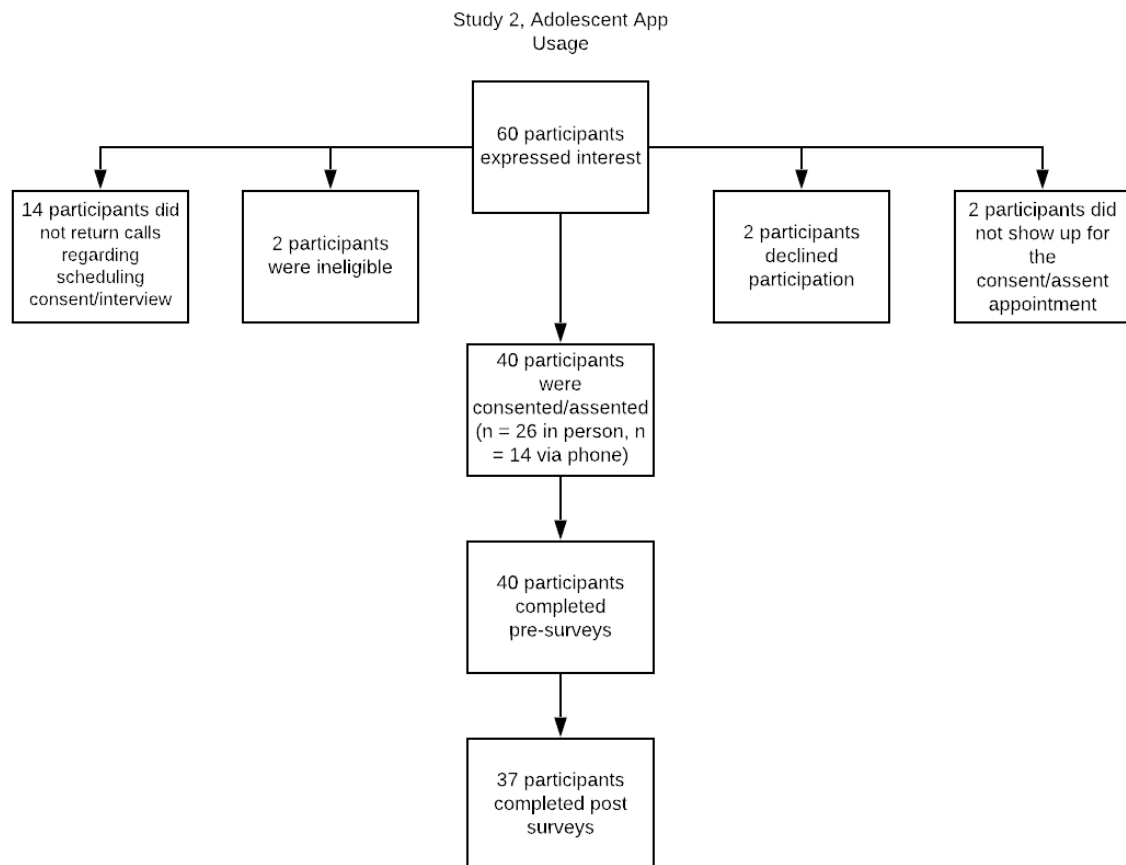 Study 2, Adolescent App
Usage
60 participants
expressed interest
14 participants did
not return calls
regarding
scheduling
consent/interview
2 participants
were ineligible
2 participants
declined
participation
2 participants did
not show up for
the
consent/assent
appointment
40 participants
were
consented/assented
(n = 26 in person, n
= 14 via phone)
40 participants
completed
pre-surveys
37 participants
completed post
surveys